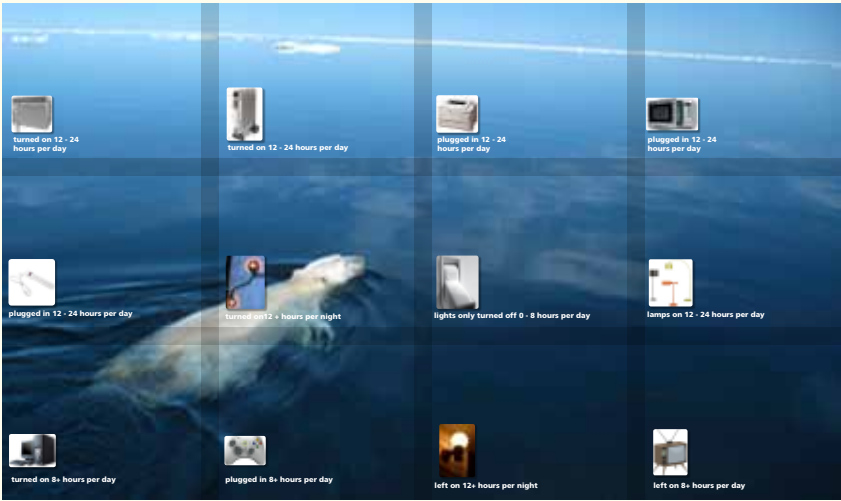 turned on 12 - 24
hours per day
turned on 12 - 24 hours per day
plugged in 12 - 24
hours per day
plugged in 12 - 24
hours per day
plugged in 12 - 24 hours per day
turned on12 + hours per night
lights only turned off 0 - 8 hours per day
lamps on 12 - 24 hours per day
turned on 8+ hours per day
plugged in 8+ hours per day
left on 12+ hours per night
left on 8+ hours per day